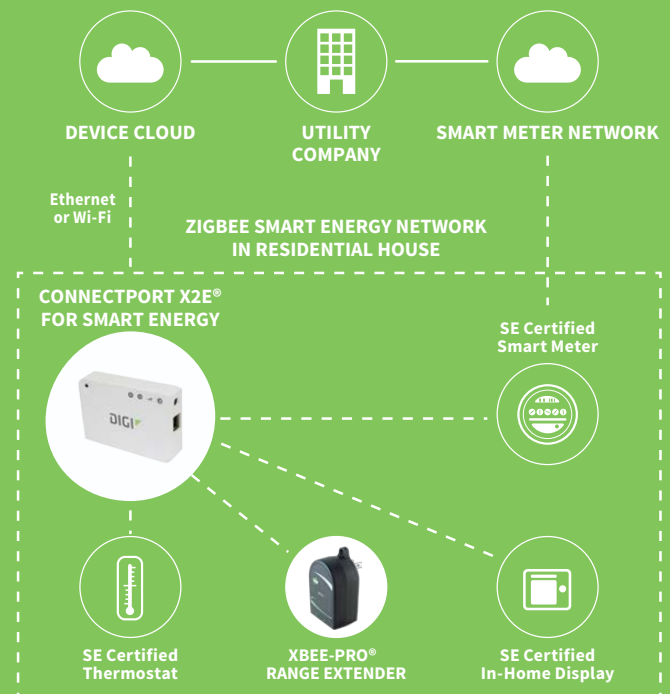 DEVICE CLOUD
UTILITY
COMPANY
SMART METER NETWORK
Ethernet
or Wi-Fi
ZIGBEE SMART ENERGY NETWORK
IN RESIDENTIAL HOUSE
CONNECTPORT X2E®
FOR SMART ENERGY
DIGI
SE Certified
Smart Meter
SE Certified
Thermostat
XBEE-PRO®
RANGE EXTENDER
SE Certified
In-Home Display